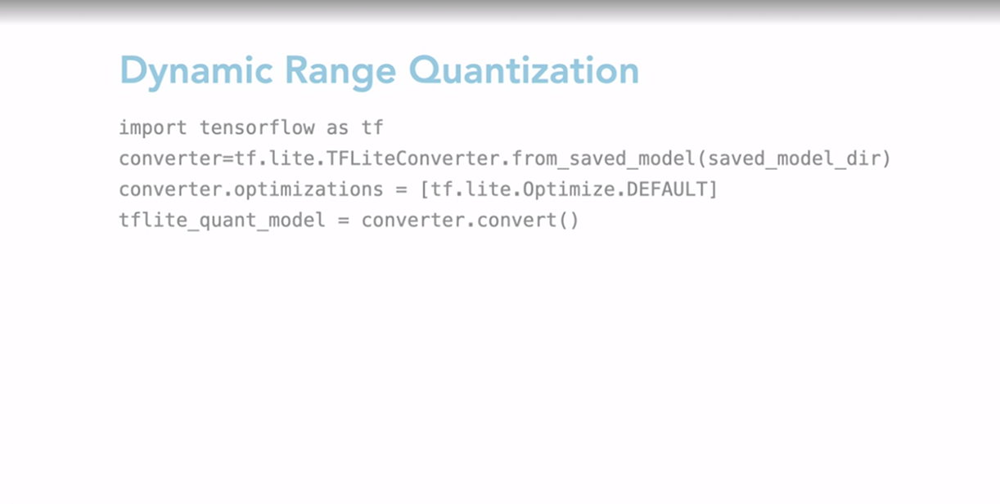 Dynamic Range Quantization
import tensorflow as tf
converter=tf.lite.TFLiteConverter.from_saved_model(saved_model_dir)
converter.optimizations = [tf.lite.Optimize.DEFAULT]
tflite_quant_model = converter.convert()